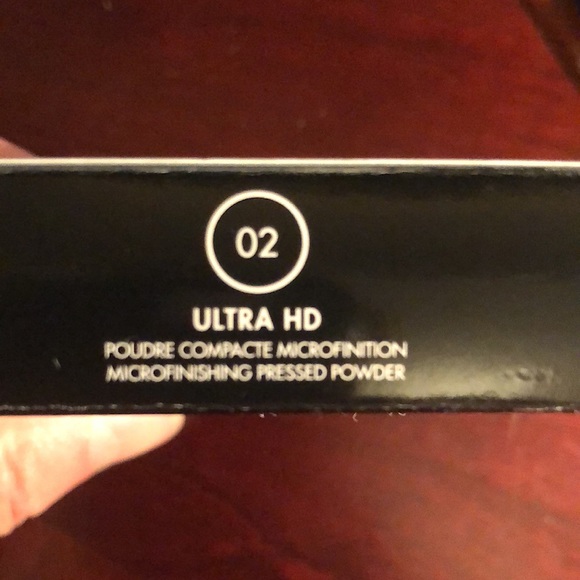 02
ULTRA HD
POUDRE COMPACTE MICROFINITION
MICROFINISHING PRESSED POWDER